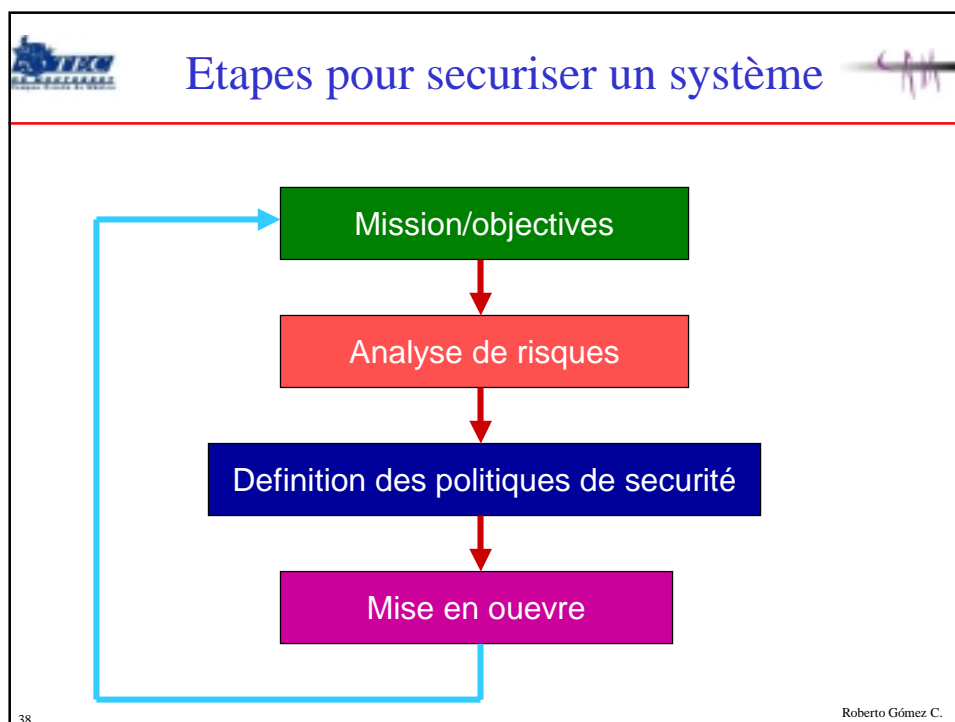 TEC
Etapes pour securiser un système
Mission/objectives
Analyse de risques
Definition des politiques de securité
Mise en ouevre
38
Roberto Gómez C.